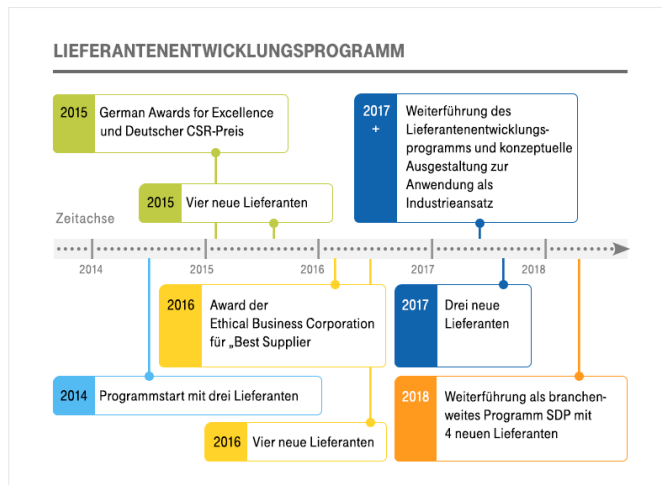 LIEFERANTENENTWICKLUNGSPROGRAMM
2015
German Awards for Excellence
und Deutscher CSR-Preis
2017
+
Weiterführung des
Lieferantenentwicklungs-
programms und konzeptuelle
Ausgestaltung zur
Anwendung als
Industrieansatz
2015
Vier neue Lieferanten
Zeitachse
2014
2015
2016
2017
2018
2016
Award der
Ethical Business Corporation
für „Best Supplier
2017
Drei neue
Lieferanten
2014
Programmstart mit drei Lieferanten
2018
Weiterführung als branchen-
weites Programm SDP mit
4 neuen Lieferanten
2016
Vier neue Lieferanten